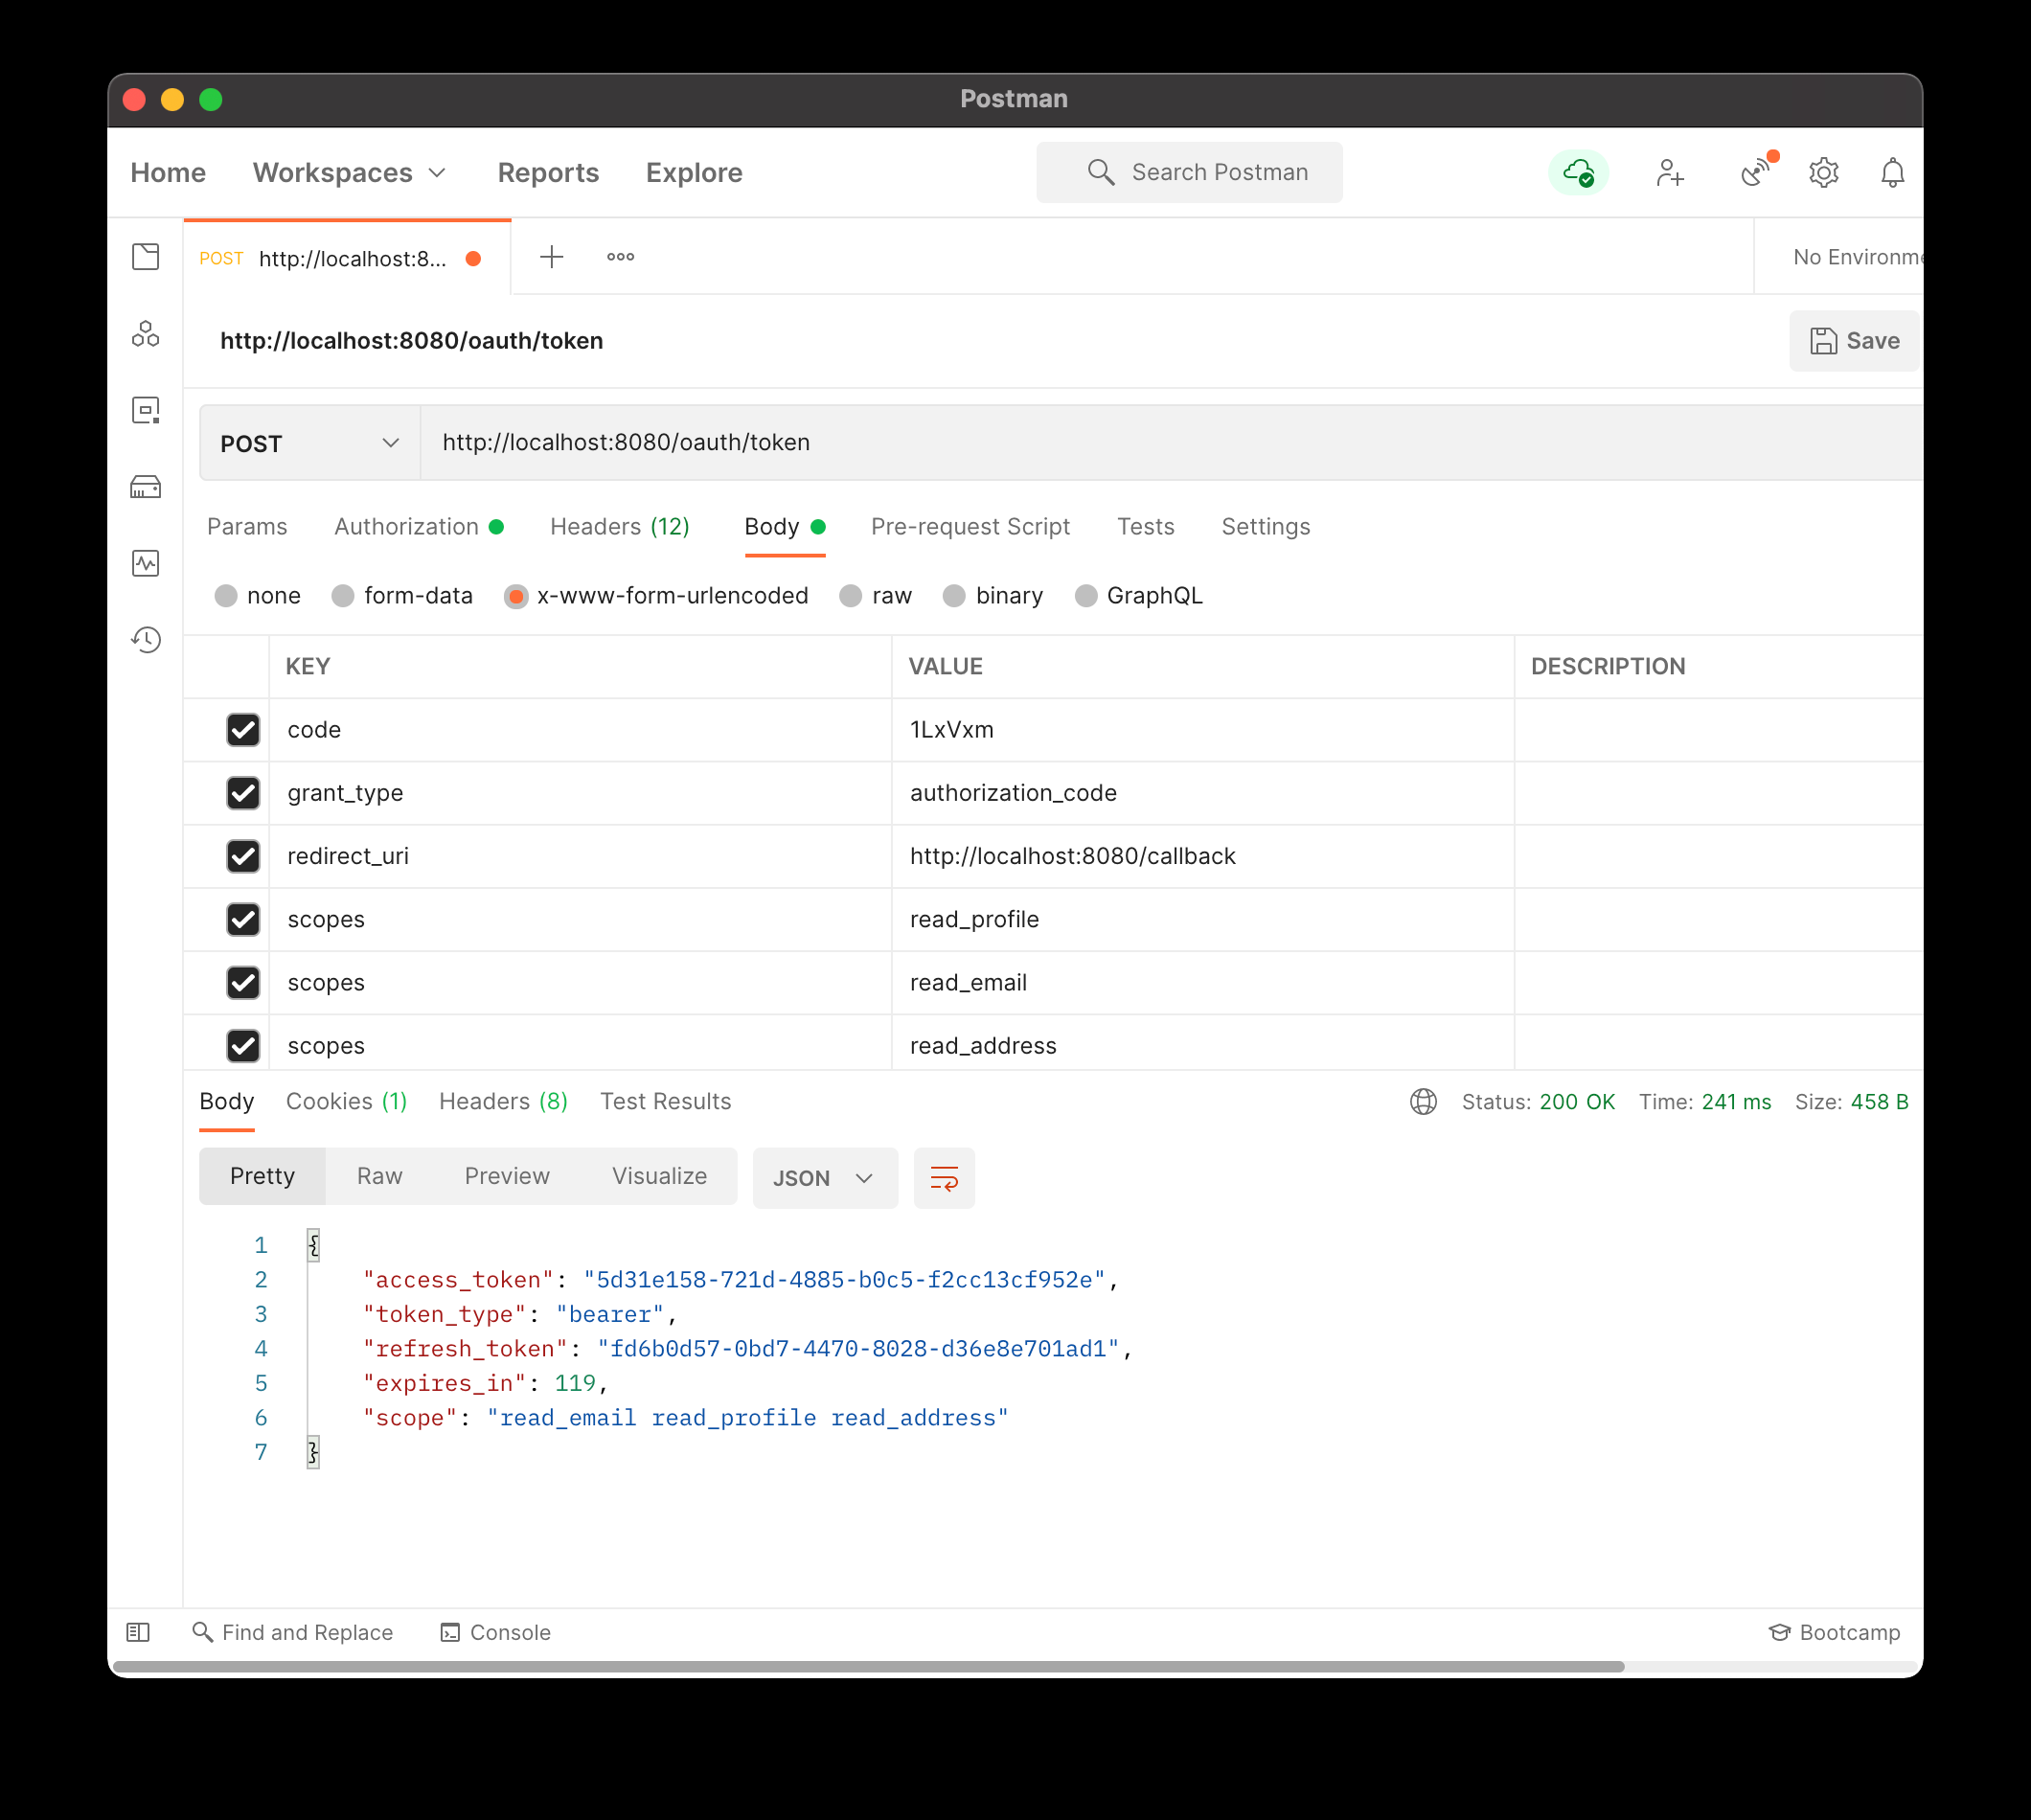 Postman
Home Workspaces Reports Explore Search Postman
POST http://localhost:8... No Environme
http://localhost:8080/oauth/token Save
POST http://localhost:8080/oauth/token
Params Authorization Headers (12) Body Pre-request Script Tests Settings
none form-data x-www-form-urlencoded raw binary GraphQL
KEY VALUE DESCRIPTION
code 1LxVxm
grant_type authorization_code
redirect_uri http://localhost:8080/callback
scopes read_profile
scopes read_email
scopes read_address
Body Cookies (1) Headers (8) Test Results Status: 200 OK Time: 241 ms Size: 458 B
Pretty Raw Preview Visualize JSON
1 {
2 "access_token": "5d31e158-721d-4885-b0c5-f2cc13cf952e",
3 "token_type": "bearer",
4 "refresh_token": "fd6b0d57-0bd7-4470-8028-d36e8e701ad1",
5 "expires_in": 119,
6 "scope": "read_email read_profile read_address"
7 }
Find and Replace Console Bootcamp